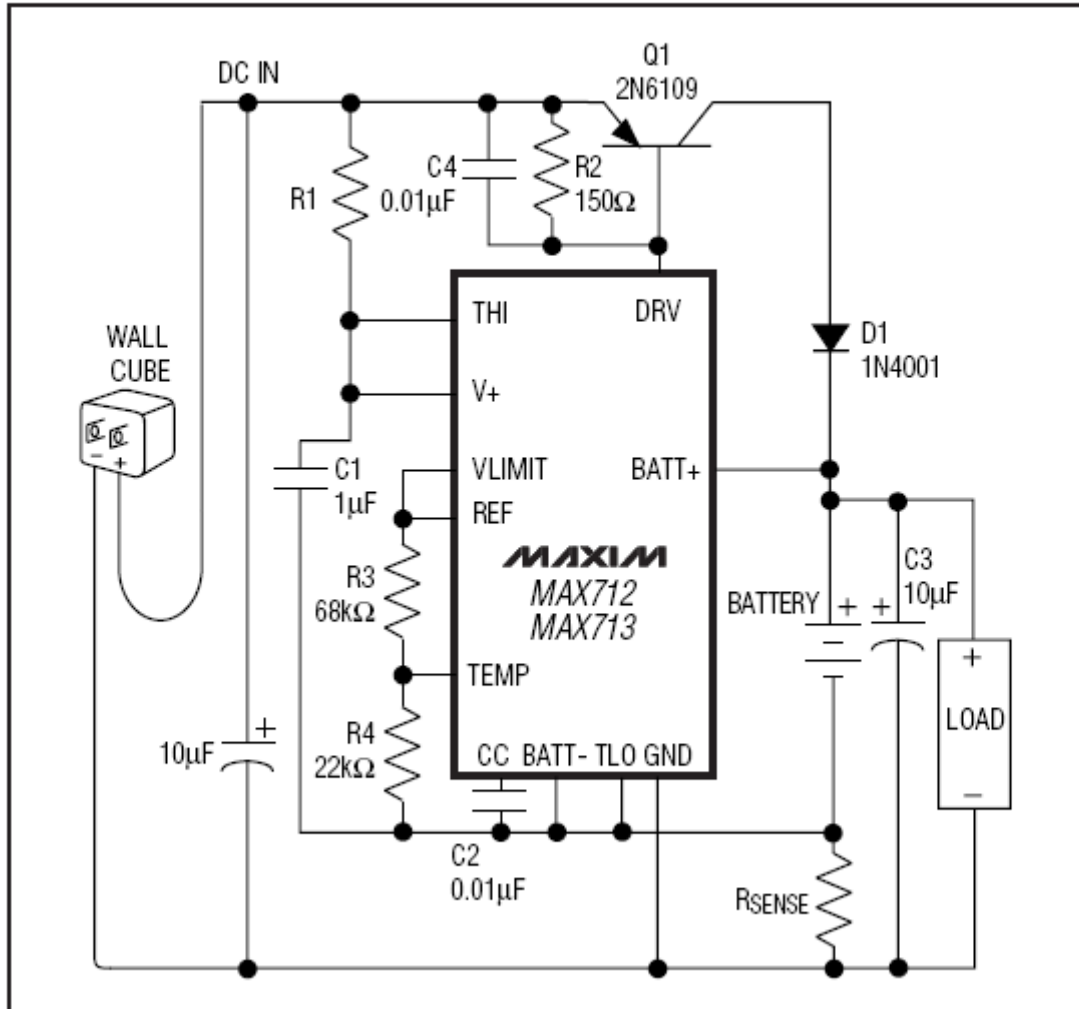 Q1
2N6109
DC IN
C4
0.01µF
R2
150Ω
R1
THI
DRV
D1
1N4001
WALL
CUBE
V+
C1
1µF
VLIMIT
BATT+
REF
MAXIM
MAX712
MAX713
R3
68kΩ
C3
10µF
BATTERY
+
+
+
-
+
LOAD
-
TEMP
10µF
+
R4
22kΩ
CC BATT- TLO GND
C2
0.01µF
RSENSE